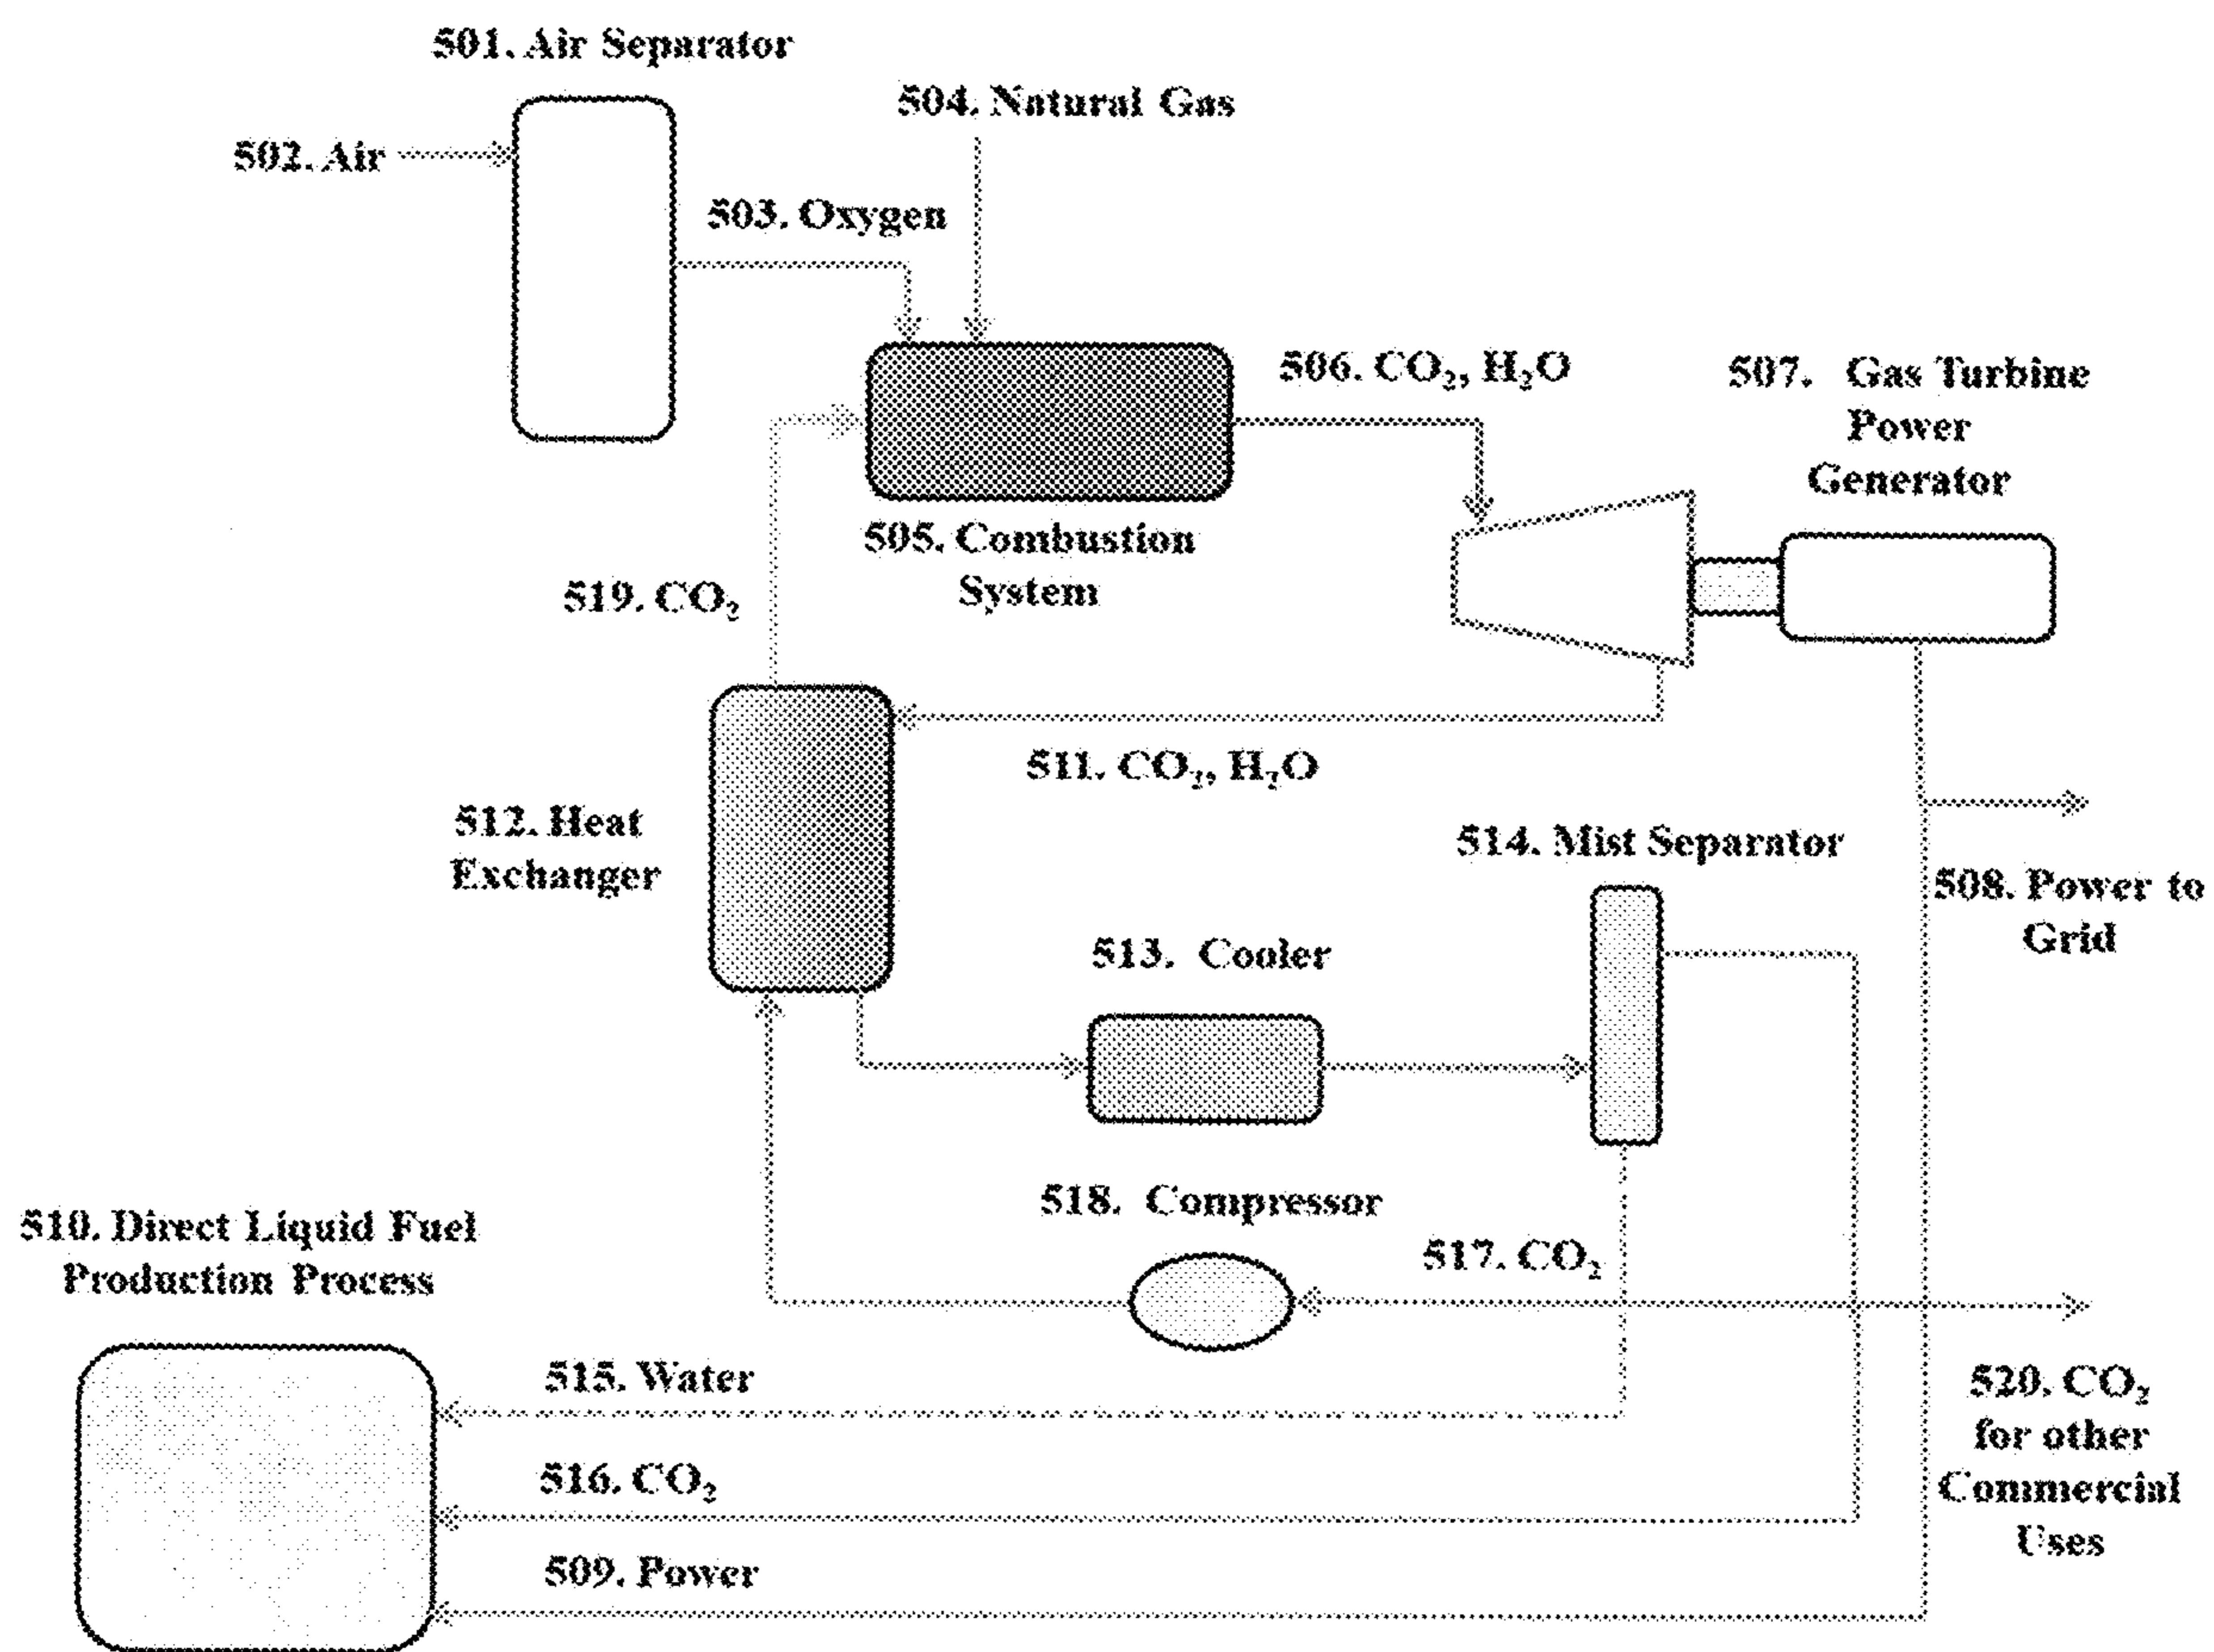 501. Air Separator
504. Natural Gas
502. Air
503. Oxygen
506. CO₂, H₂O
507. Gas Turbine
Power
Generator
505. Combustion
System
519. CO₂
511. CO₂, H₂O
512. Heat
Exchanger
514. Mist Separator
508. Power to
Grid
513. Cooler
518. Compressor
517. CO₂
510. Direct Liquid Fuel
Production Process
515. Water
520. CO₂
for other
Commercial
Uses
516. CO₂
509. Power